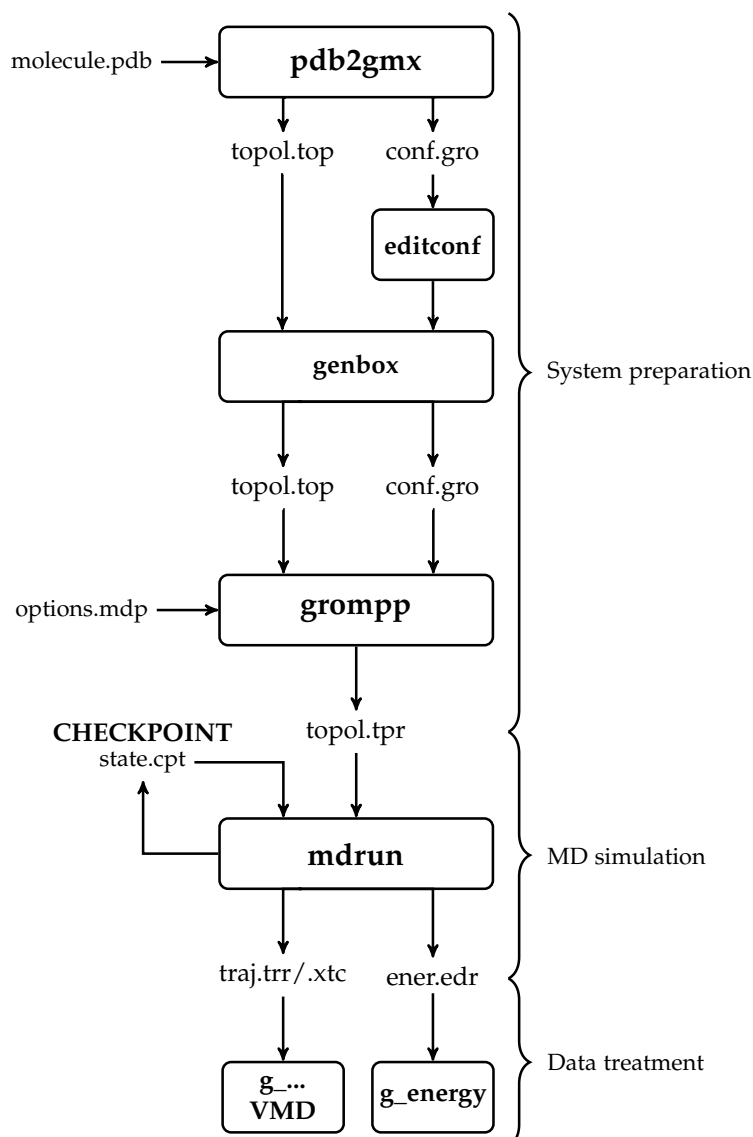 pdb2gmx
molecule.pdb
topol.top
conf.gro
editconf
genbox
System preparation
topol.top
conf.gro
grompp
options.mdp
CHECKPOINT
state.cpt
topol.tpr
mdrun
MD simulation
traj.trr/.xtc
ener.edr
g_...
VMD
g_energy
Data treatment